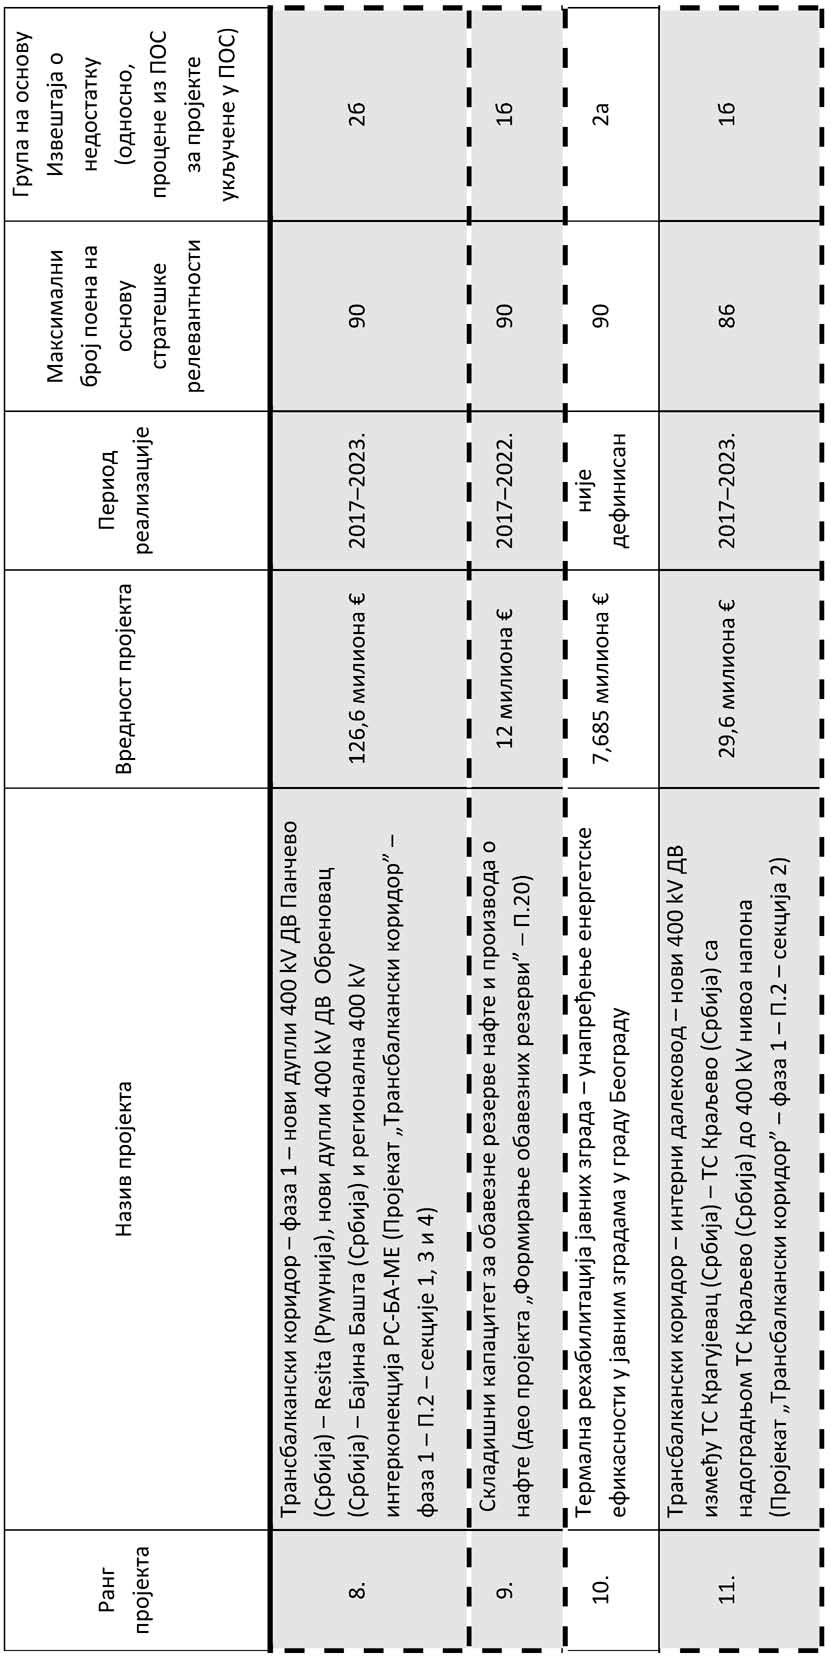 Ранг
пројекта
Назив пројекта
Вредност пројекта
Период
реализације
Максимални
број поена на
основу
стратешке
релевантности
Група на основу
Извештаја о
недостатку
(односно,
процене из ПОС
за пројекте
укључене у ПОС)
8.
Трансбалкански коридор – фаза 1 – нови дупли 400 kV ДВ Панчево
(Србија) – Resita (Румунија), нови дупли 400 kV ДВ Обреновац
(Србија) – Бајина Башта (Србија) и регионална 400 kV
интерконекција РС-БА-МЕ (Пројекат „Трансбалкански коридор” –
фаза 1 – П.2 – секције 1, 3 и 4)
126,6 милиона €
2017–2023.
90
2б
9.
Складишни капацитет за обавезне резерве нафте и производа о
нафте (део пројекта „Формирање обавезних резерви” – П.20)
12 милиона €
2017–2022.
90
1б
10.
Термална рехабилитација јавних зграда – унапређење енергетске
ефикасности у јавним зградама у граду Београду
7,685 милиона €
није
дефинисан
90
2а
11.
Трансбалкански коридор – интерни далековод – нови 400 kV ДВ
између ТС Крагујевац (Србија) – ТС Краљево (Србија) са
надоградњом ТС Краљево (Србија) до 400 kV нивоа напона
(Пројекат „Трансбалкански коридор” – фаза 1 – П.2 – секција 2)
29,6 милиона €
2017–2023.
86
1б